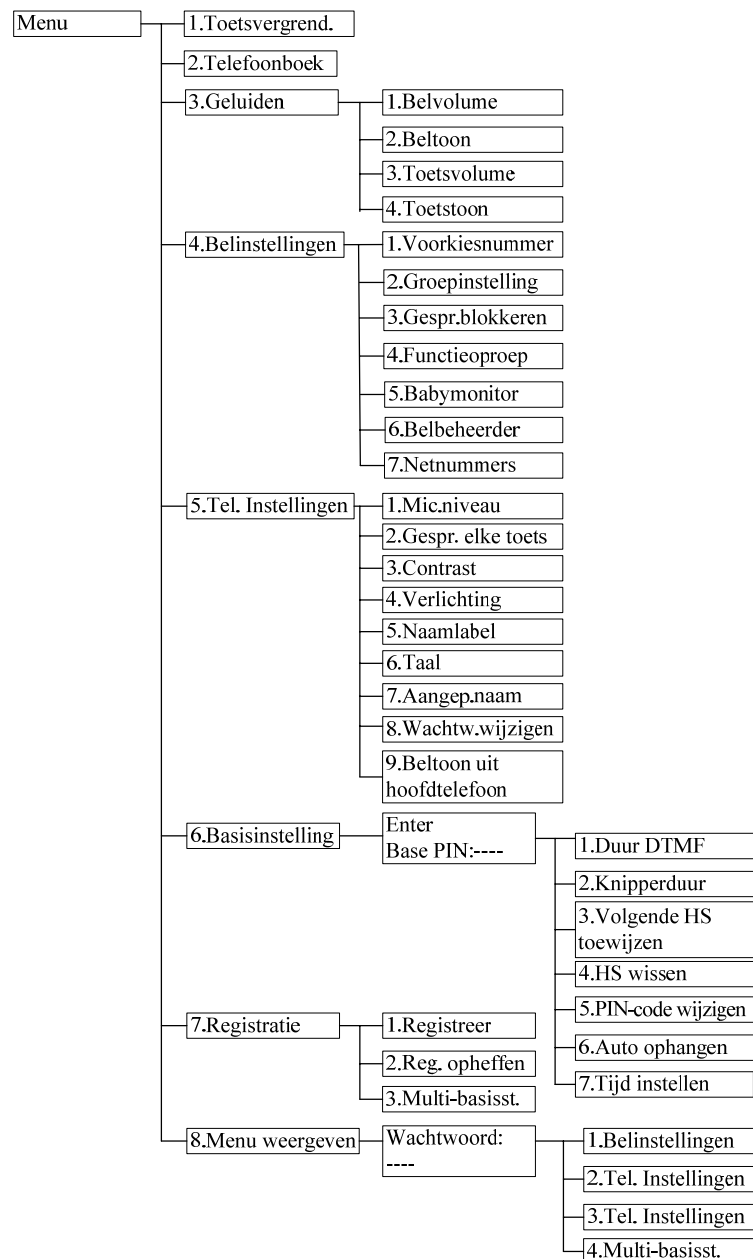 Menu
1.Toetsvergrend.
2.Telefoonboek
3.Geluiden
1.Belvolume
2.Beltoon
3.Toetsvolume
4.Toetstoon
4.Belinstellingen
1.Voorkiesnummer
2.Groepinstelling
3.Gespr.blokkeren
4.Functieoproep
5.Babymonitor
6.Belbeheerder
7.Netnummers
5.Tel. Instellingen
1.Mic.niveau
2.Gespr. elke toets
3.Contrast
4.Verlichting
5.Naamlabel
6.Taal
7.Aangep.naam
8.Wachtw.wijzigen
9.Beltoon uit
hoofdtelefoon
6.Basisinstelling
Enter
Base PIN:----
1.Duur DTMF
2.Knipperduur
3.Volgende HS
toewijzen
4.HS wissen
5.PIN-code wijzigen
6.Auto ophangen
7.Tijd instellen
7.Registratie
1.Registreer
2.Reg. opheffen
3.Multi-basisst.
8.Menu weergeven
Wachtwoord:
----
1.Belinstellingen
2.Tel. Instellingen
3.Tel. Instellingen
4.Multi-basisst.